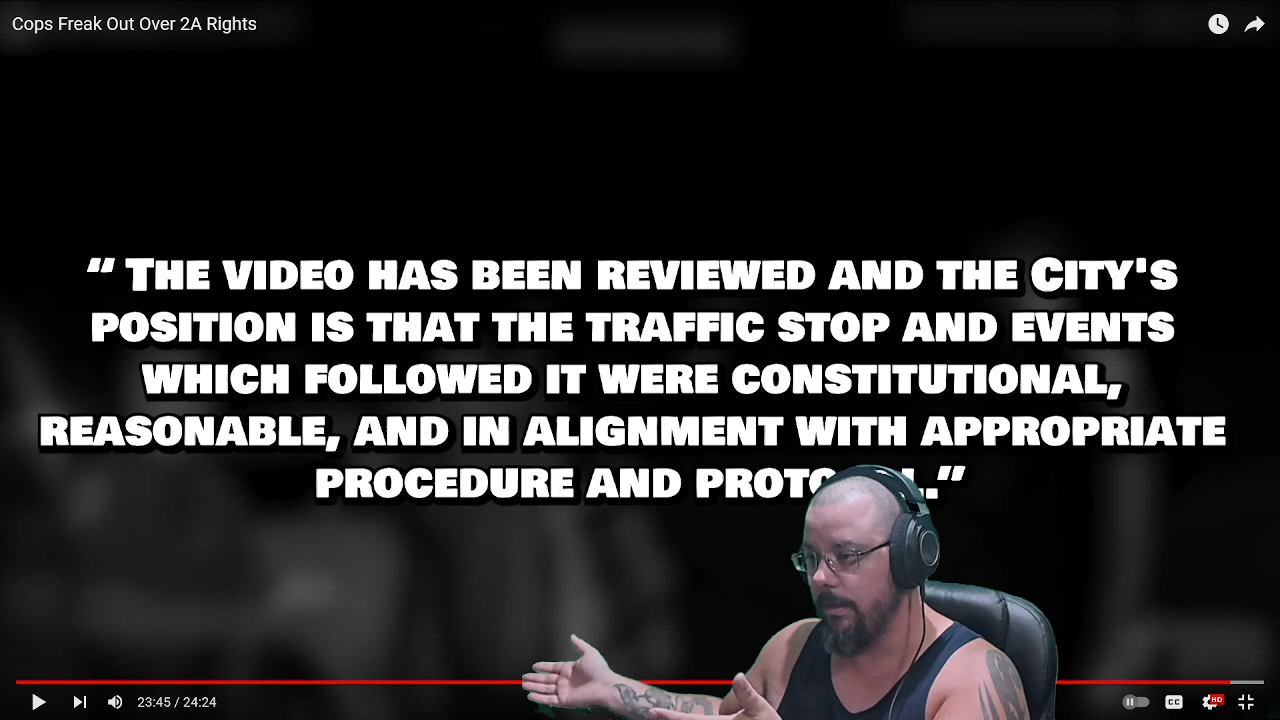 Cops Freak Out Over 2A Rights
“ The video has been reviewed and the City's
position is that the traffic stop and events
which followed it were constitutional,
reasonable, and in alignment with appropriate
procedure and .”
23:45 / 24:24
CC
HD